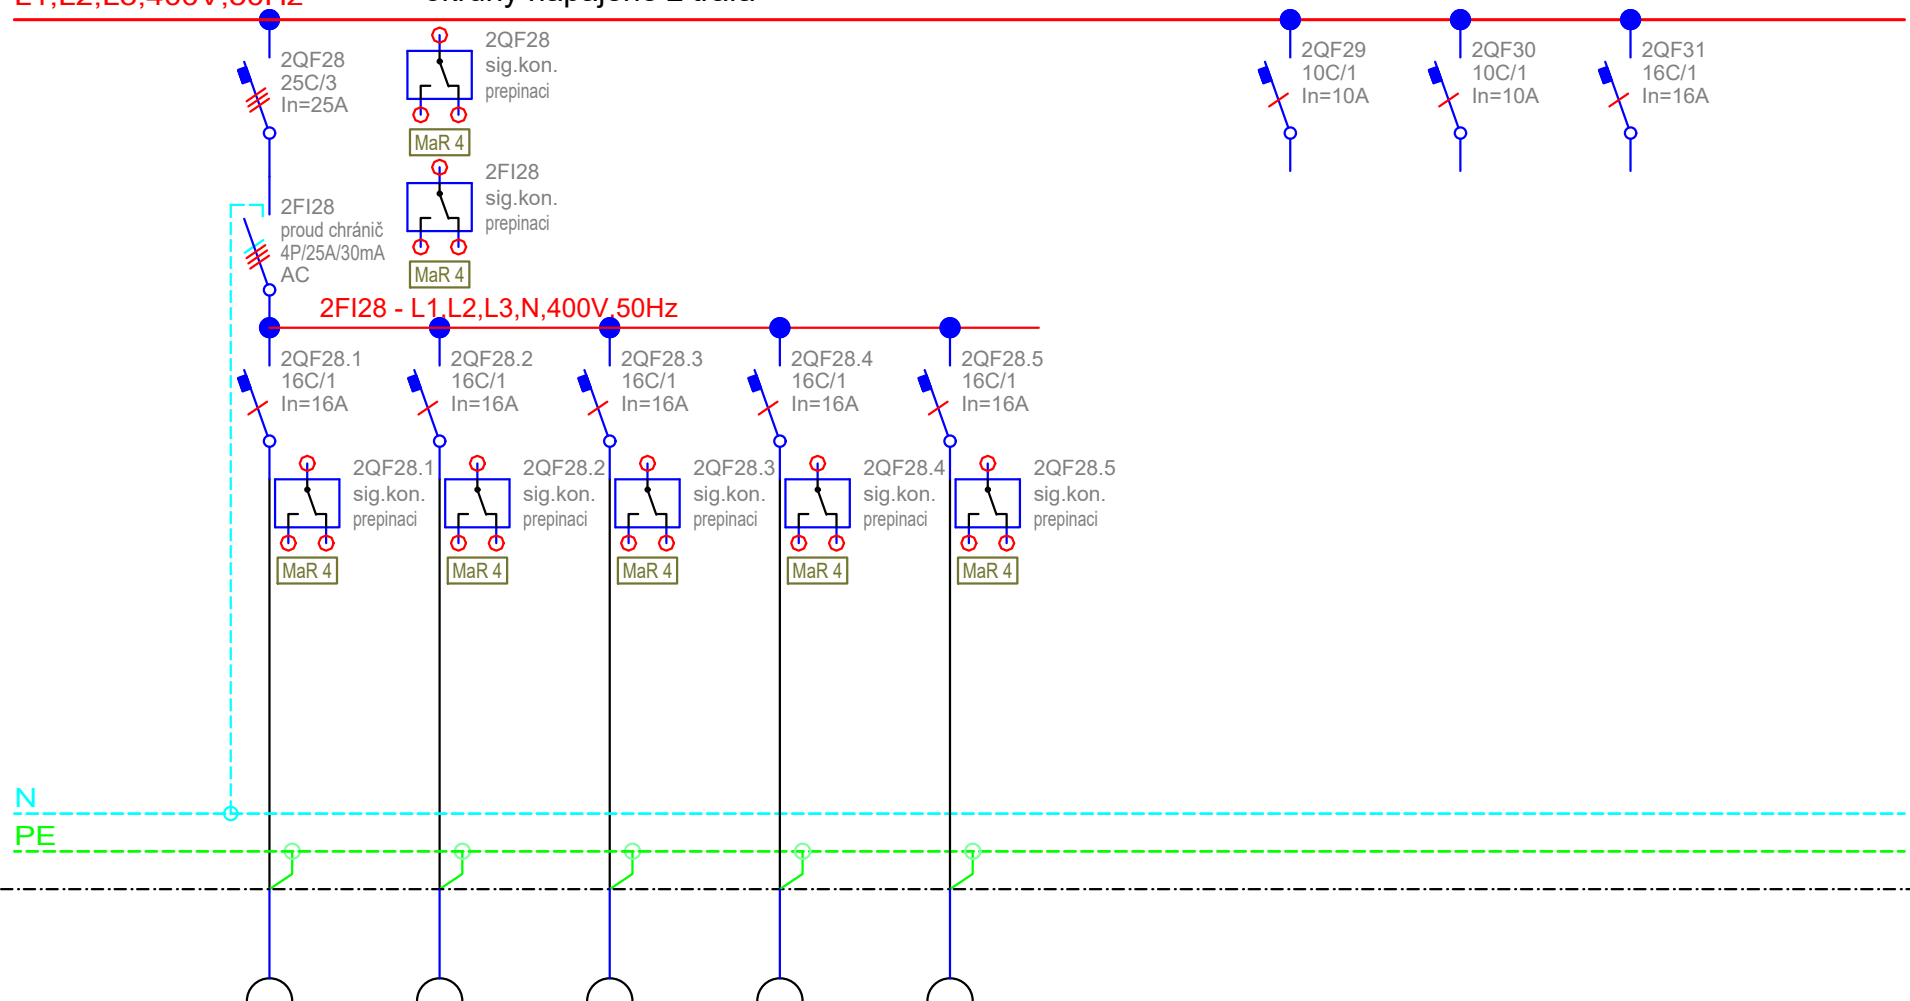 2QF28
25C/3
In=25A
2QF28
sig.kon.
prepinaci
MaR 4
2QF29
10C/1
In=10A
2QF30
10C/1
In=10A
2QF31
16C/1
In=16A
2FI28
proud chránič
4P/25A/30mA
AC
2FI28
sig.kon.
prepinaci
MaR 4
2FI28 - L1,L2,L3,N,400V,50Hz
2QF28.1
16C/1
In=16A
2QF28.2
16C/1
In=16A
2QF28.3
16C/1
In=16A
2QF28.4
16C/1
In=16A
2QF28.5
16C/1
In=16A
2QF28.1
sig.kon.
prepinaci
MaR 4
2QF28.2
sig.kon.
prepinaci
MaR 4
2QF28.3
sig.kon.
prepinaci
MaR 4
2QF28.4
sig.kon.
prepinaci
MaR 4
2QF28.5
sig.kon.
prepinaci
MaR 4
N
PE